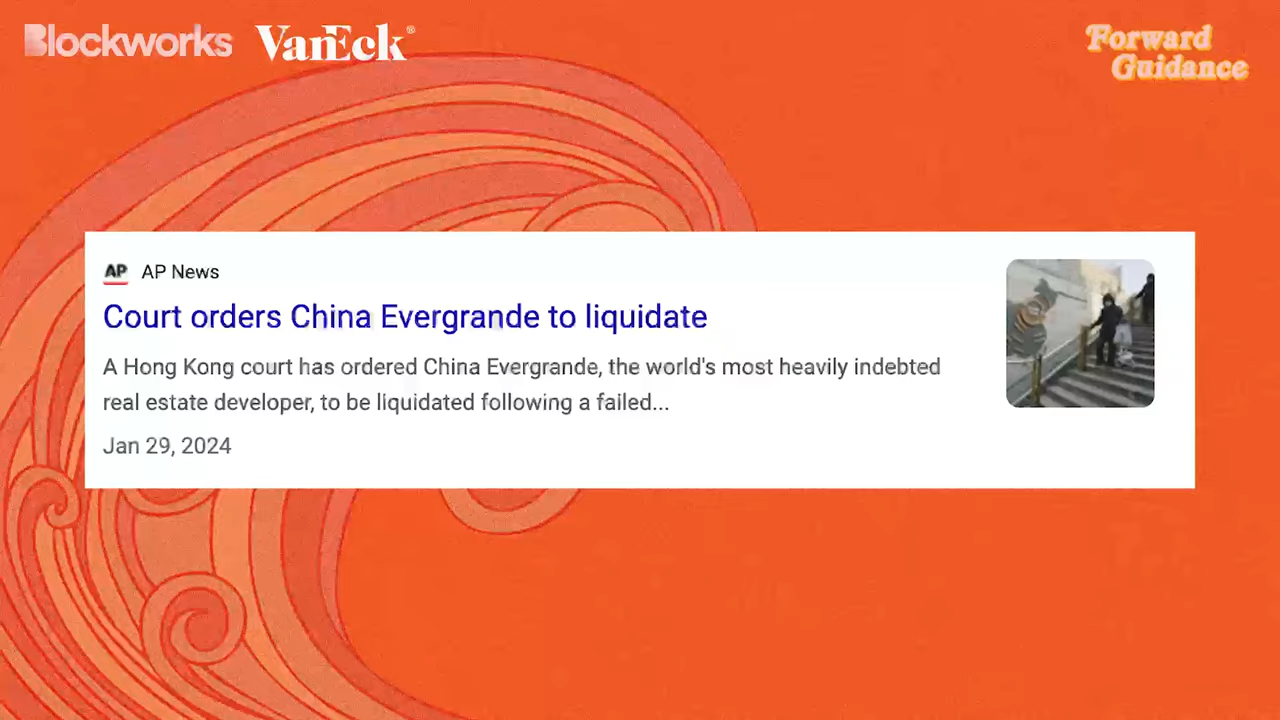 Blockworks VanEck®
Forward
Guidance
AP AP News
Court orders China Evergrande to liquidate
A Hong Kong court has ordered China Evergrande, the world's most heavily indebted
real estate developer, to be liquidated following a failed...
Jan 29, 2024